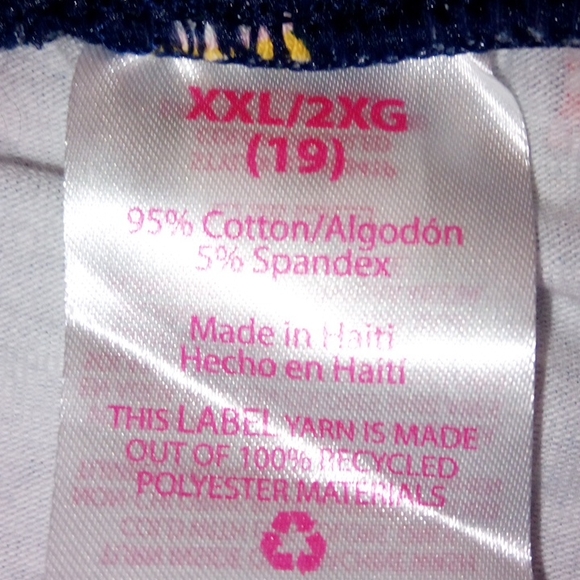 XXL/2XG
(19)
95% Cotton/Algodón
5% Spandex
Made in Haiti
Hecho en Haití
THIS LABEL YARN IS MADE
OUT OF 100% RECYCLED
POLYESTER MATERIALS